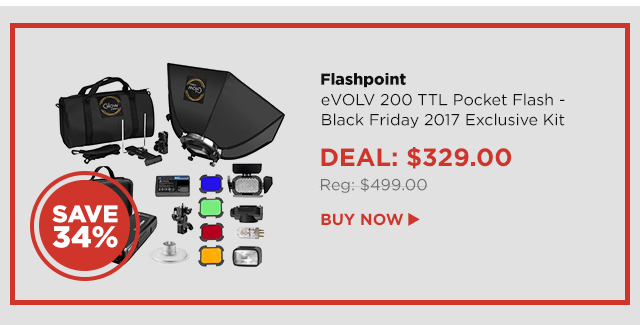 Flashpoint
eVOLV 200 TTL Pocket Flash -
Black Friday 2017 Exclusive Kit
DEAL: $329.00
Reg: $499.00
BUY NOW ▶
SAVE
34%
Glow